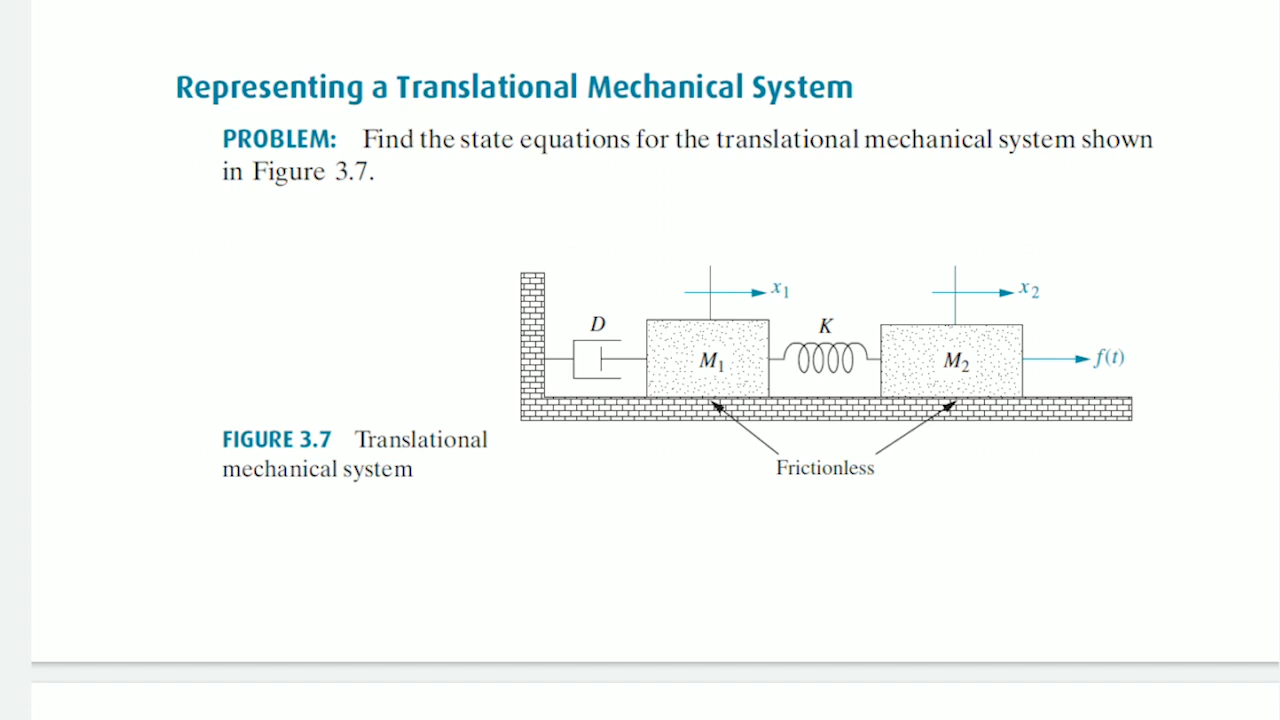 Representing a Translational Mechanical System
PROBLEM: Find the state equations for the translational mechanical system shown
in Figure 3.7.
x1
x2
D
K
M1
M2
f(t)
FIGURE 3.7 Translational
mechanical system
Frictionless